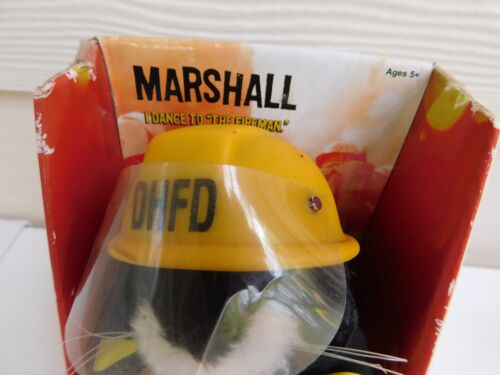 MARSHALL
Ages 5+
I DANCE TO "THE FIREMAN."
DHFD